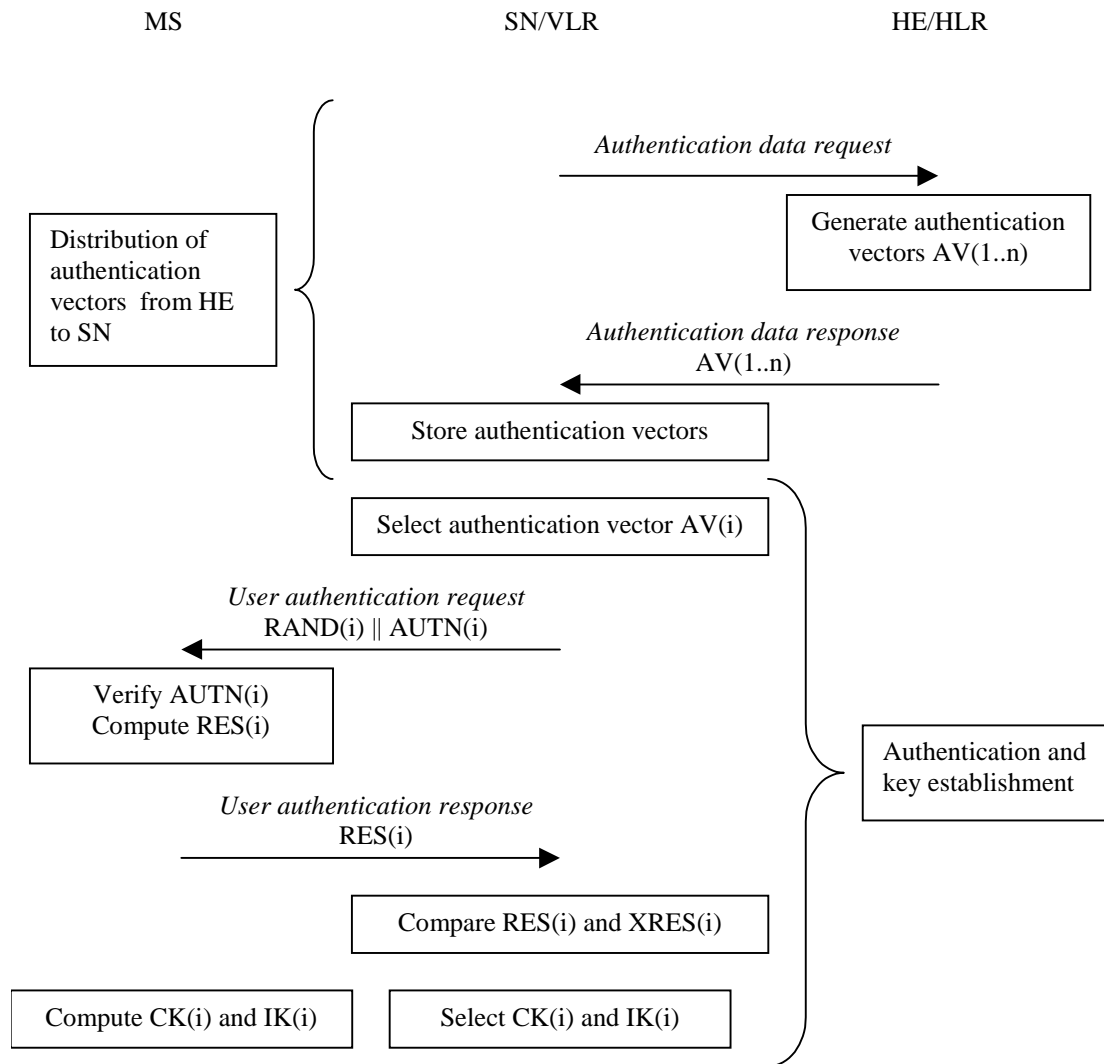 MS SN/VLR HE/HLR
Authentication data request
Generate authentication
vectors AV(1..n)
Distribution of
authentication
vectors from HE
to SN
Authentication data response
AV(1..n)
Store authentication vectors
Select authentication vector AV(i)
User authentication request
RAND(i) || AUTN(i)
Verify AUTN(i)
Compute RES(i)
Authentication and
key establishment
User authentication response
RES(i)
Compare RES(i) and XRES(i)
Compute CK(i) and IK(i)
Select CK(i) and IK(i)